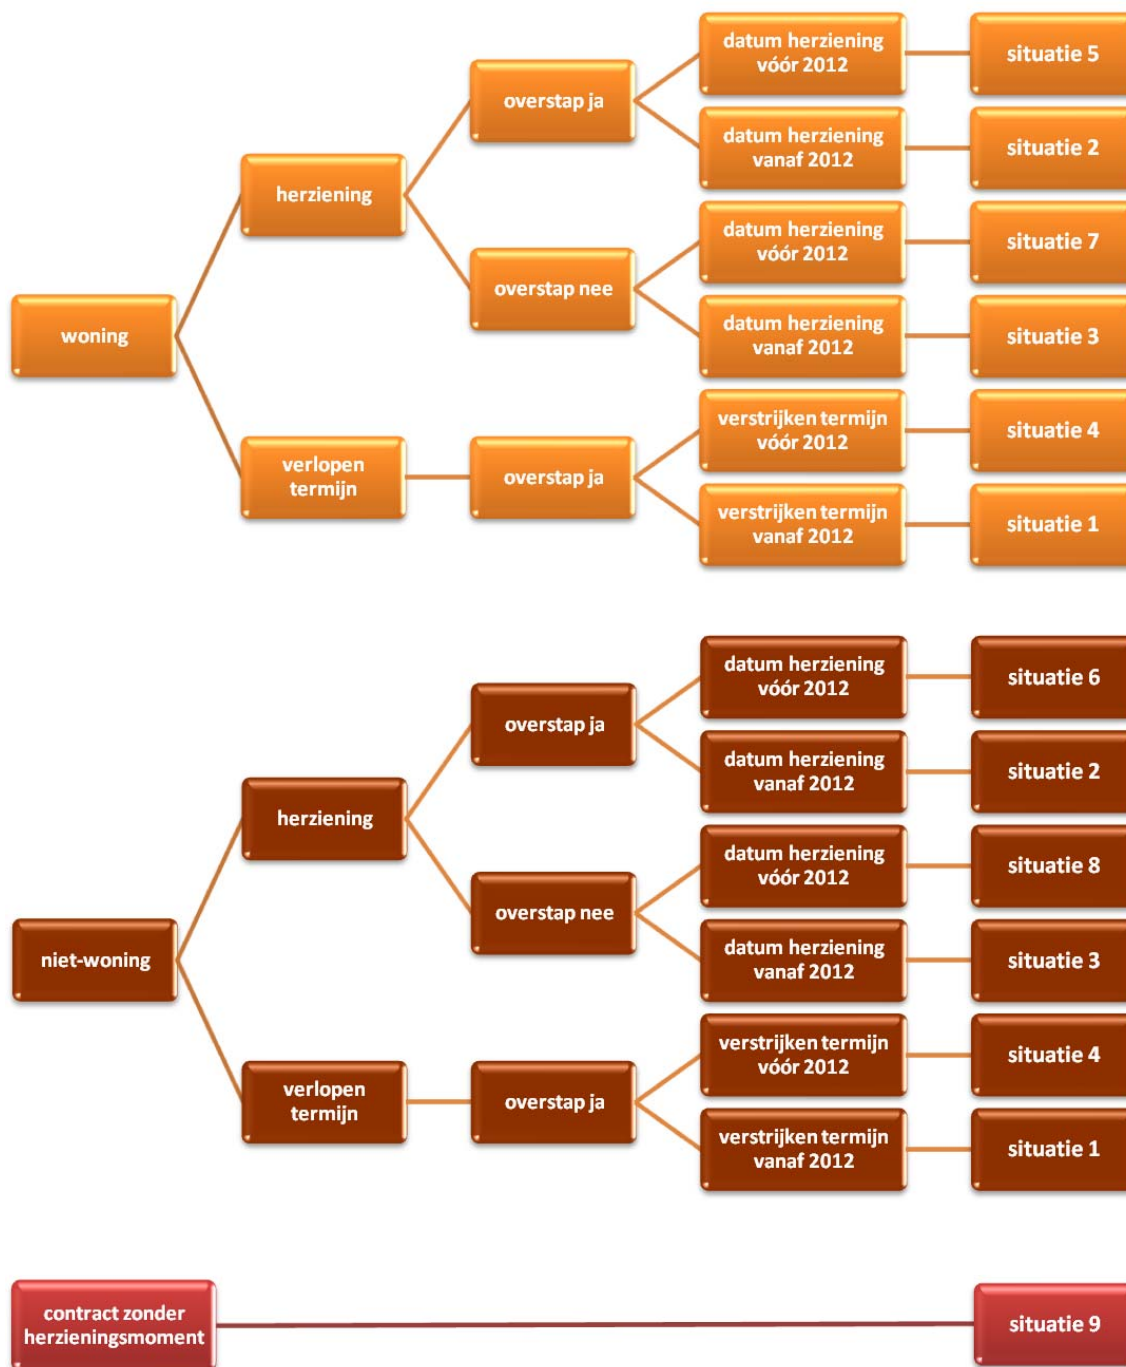 datum herziening
vóór 2012
situatie 5
overstap ja
datum herziening
vanaf 2012
situatie 2
herziening
datum herziening
vóór 2012
situatie 7
overstap nee
datum herziening
vanaf 2012
situatie 3
woning
verstrijken termijn
vóór 2012
situatie 4
verlopen
termijn
overstap ja
verstrijken termijn
vanaf 2012
situatie 1
datum herziening
vóór 2012
situatie 6
overstap ja
datum herziening
vanaf 2012
situatie 2
herziening
datum herziening
vóór 2012
situatie 8
overstap nee
datum herziening
vanaf 2012
situatie 3
niet-woning
verstrijken termijn
vóór 2012
situatie 4
verlopen
termijn
overstap ja
verstrijken termijn
vanaf 2012
situatie 1
contract zonder
herzieningsmoment
situatie 9